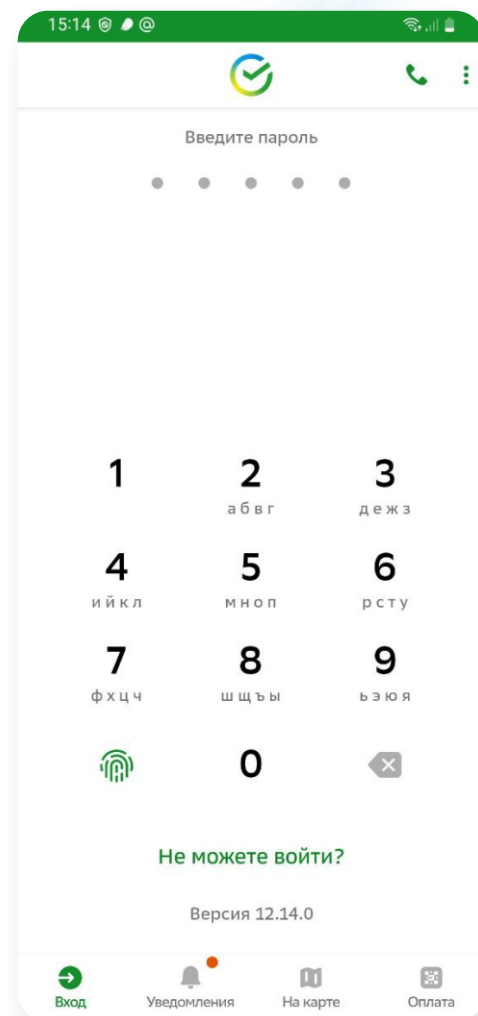 15:14
Введите пароль
1 2 3
абвг дежз
4 5 6
ийкл мноп рсту
7 8 9
фхцч шщъы ьэюя
0
Не можете войти?
Версия 12.14.0
Вход Уведомления На карте Оплата